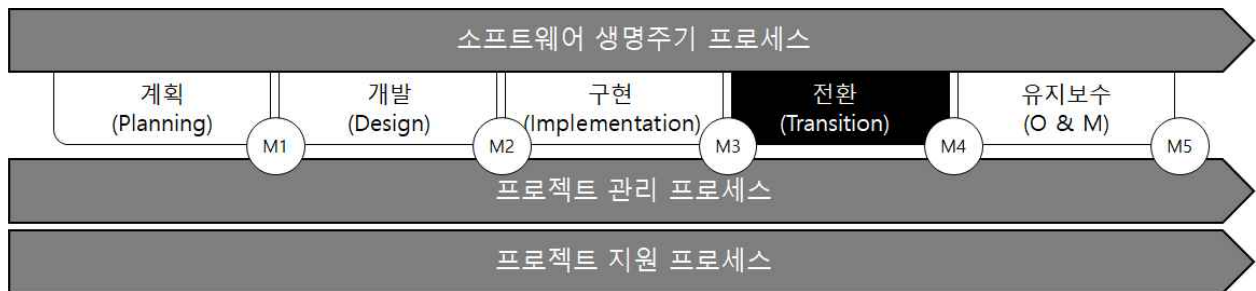 소프트웨어 생명주기 프로세스
계획
(Planning)
개발
(Design)
구현
(Implementation)
전환
(Transition)
유지보수
(O & M)
M1
M2
M3
M4
M5
프로젝트 관리 프로세스
프로젝트 지원 프로세스